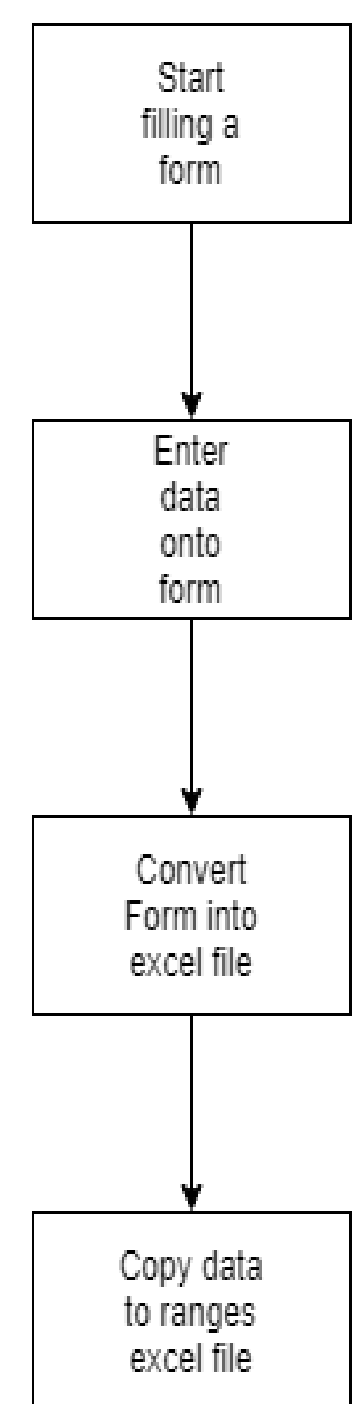 Start
filling a
form
Enter
data
onto
form
Convert
Form into
excel file
Copy data
to ranges
excel file